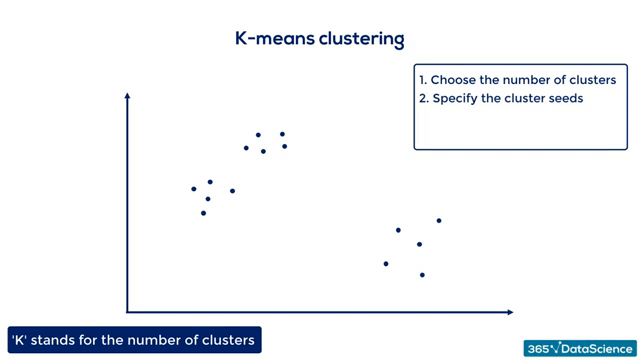 K-means clustering
1. Choose the number of clusters
2. Specify the cluster seeds
'K' stands for the number of clusters
365 DataScience